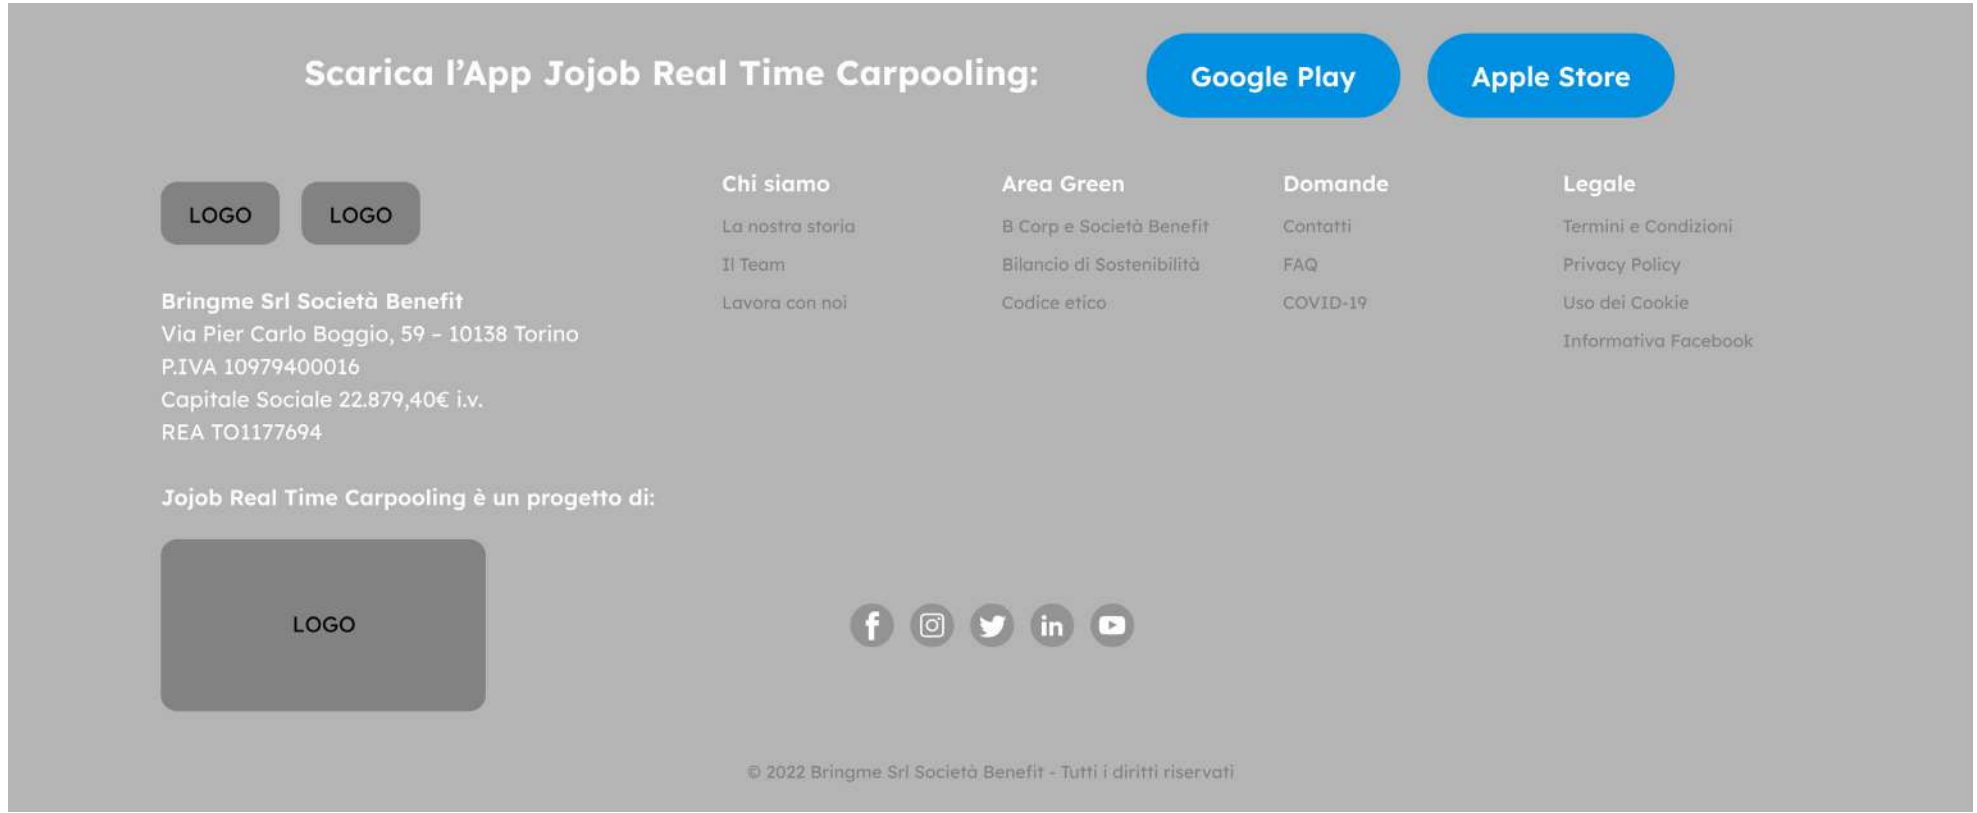 Scarica l'App Jojob Real Time Carpooling:
Google Play
Apple Store
LOGO
LOGO
Bringme Srl Società Benefit
Via Pier Carlo Boggio, 59 – 10138 Torino
P.IVA 10979400016
Capitale Sociale 22.879,40€ i.v.
REA TO1177694
Jojob Real Time Carpooling è un progetto di:
LOGO
Chi siamo
La nostra storia
Il Team
Lavora con noi
Area Green
B Corp e Società Benefit
Bilancio di Sostenibilità
Codice etico
Domande
Contatti
FAQ
COVID-19
Legale
Termini e Condizioni
Privacy Policy
Uso dei Cookie
Informativa Facebook
© 2022 Bringme Srl Società Benefit - Tutti i diritti riservati